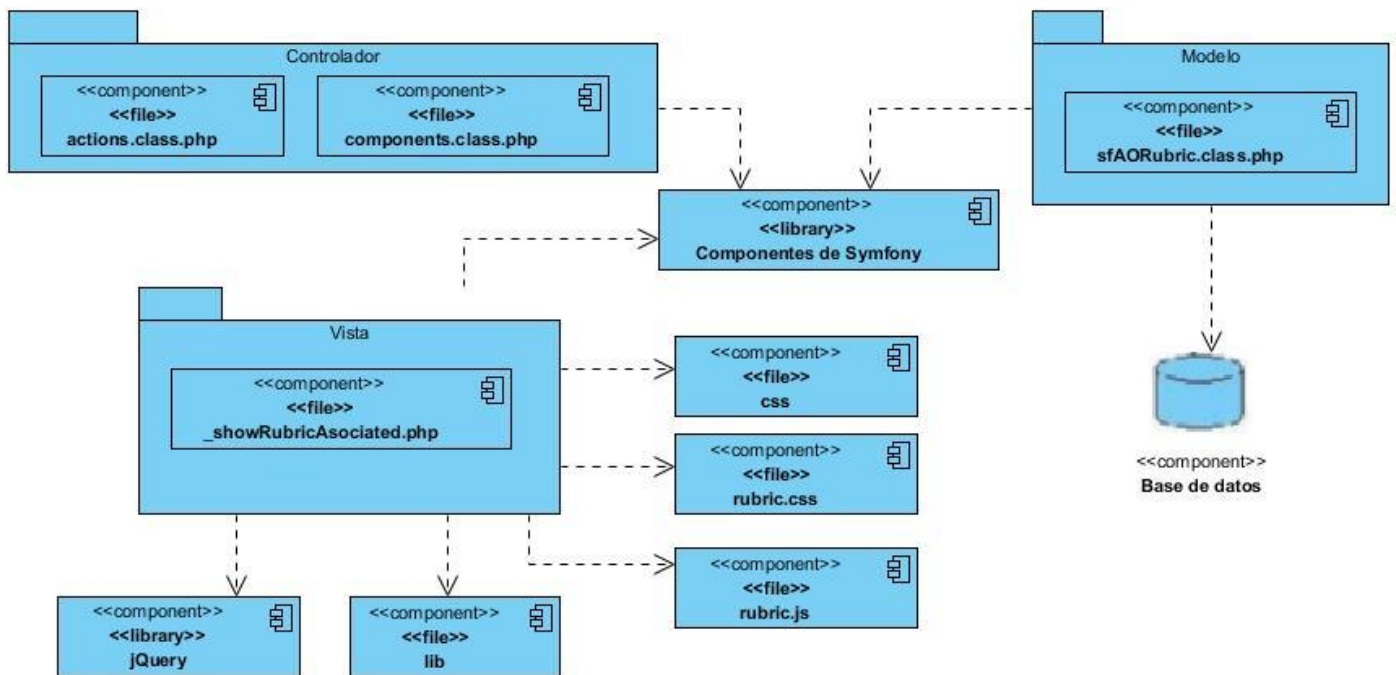 Controlador
<<component>>
<<file>>
actions.class.php
<<component>>
<<file>>
components.class.php
Modelo
<<component>>
<<file>>
sfAORubric.class.php
<<component>>
<<library>>
Componentes de Symfony
Vista
<<component>>
<<file>>
_showRubricAsociated.php
<<component>>
<<file>>
css
<<component>>
<<file>>
rubric.css
<<component>>
<<file>>
rubric.js
<<component>>
Base de datos
<<component>>
<<library>>
jQuery
<<component>>
<<file>>
lib